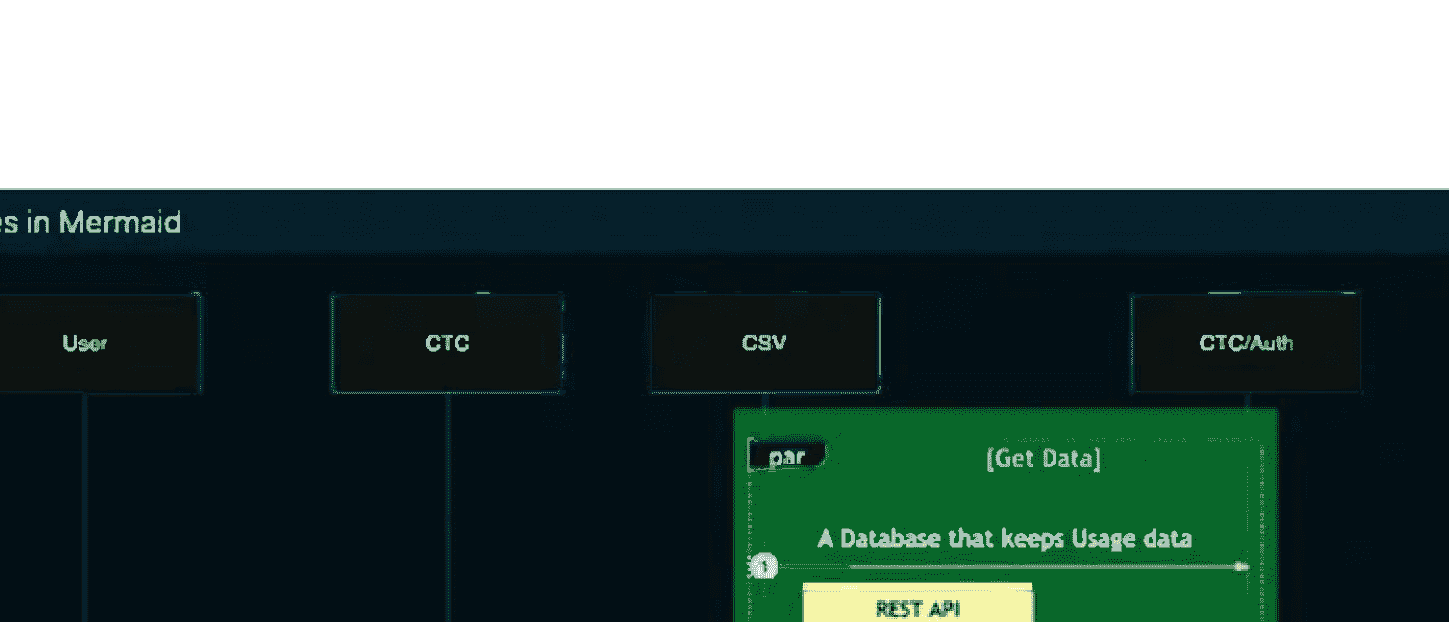 es in Mermaid
User
CTC
CSV
CTC/Auth
par
[Get Data]
A Database that keeps Usage data
1
REST API